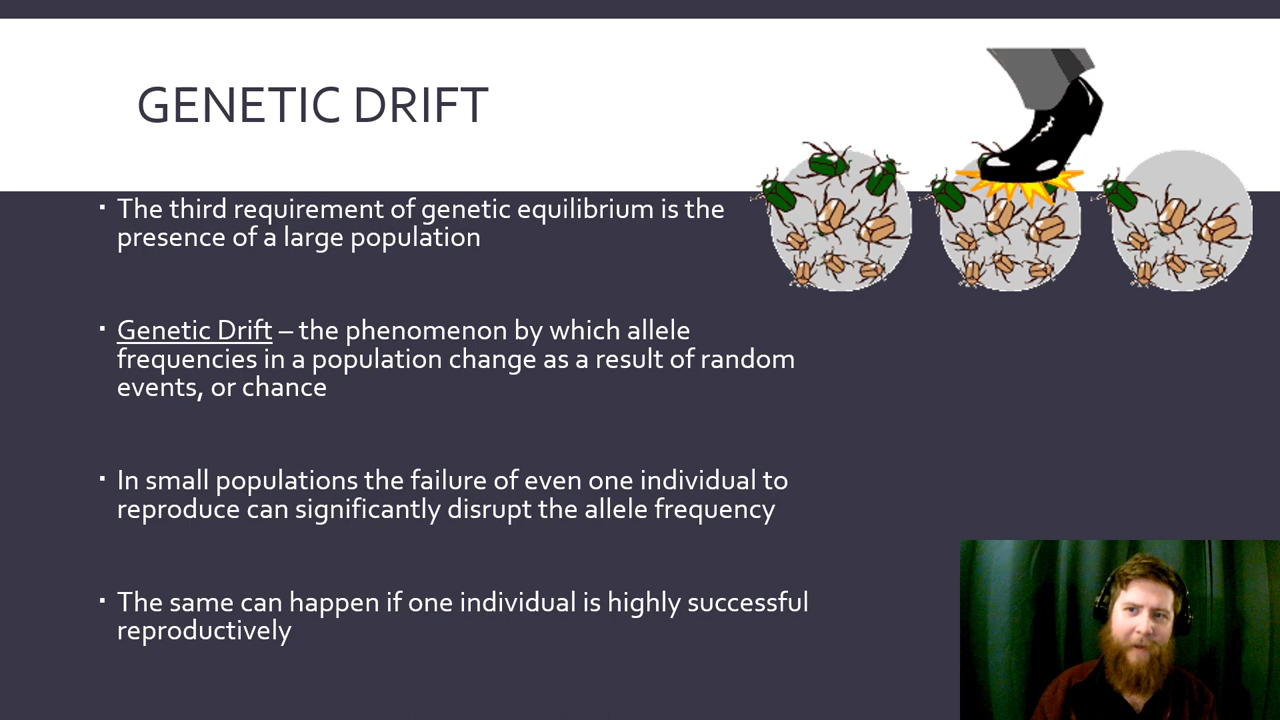 GENETIC DRIFT
▪ The third requirement of genetic equilibrium is the
presence of a large population
▪ Genetic Drift – the phenomenon by which allele
frequencies in a population change as a result of random
events, or chance
▪ In small populations the failure of even one individual to
reproduce can significantly disrupt the allele frequency
▪ The same can happen if one individual is highly successful
reproductively